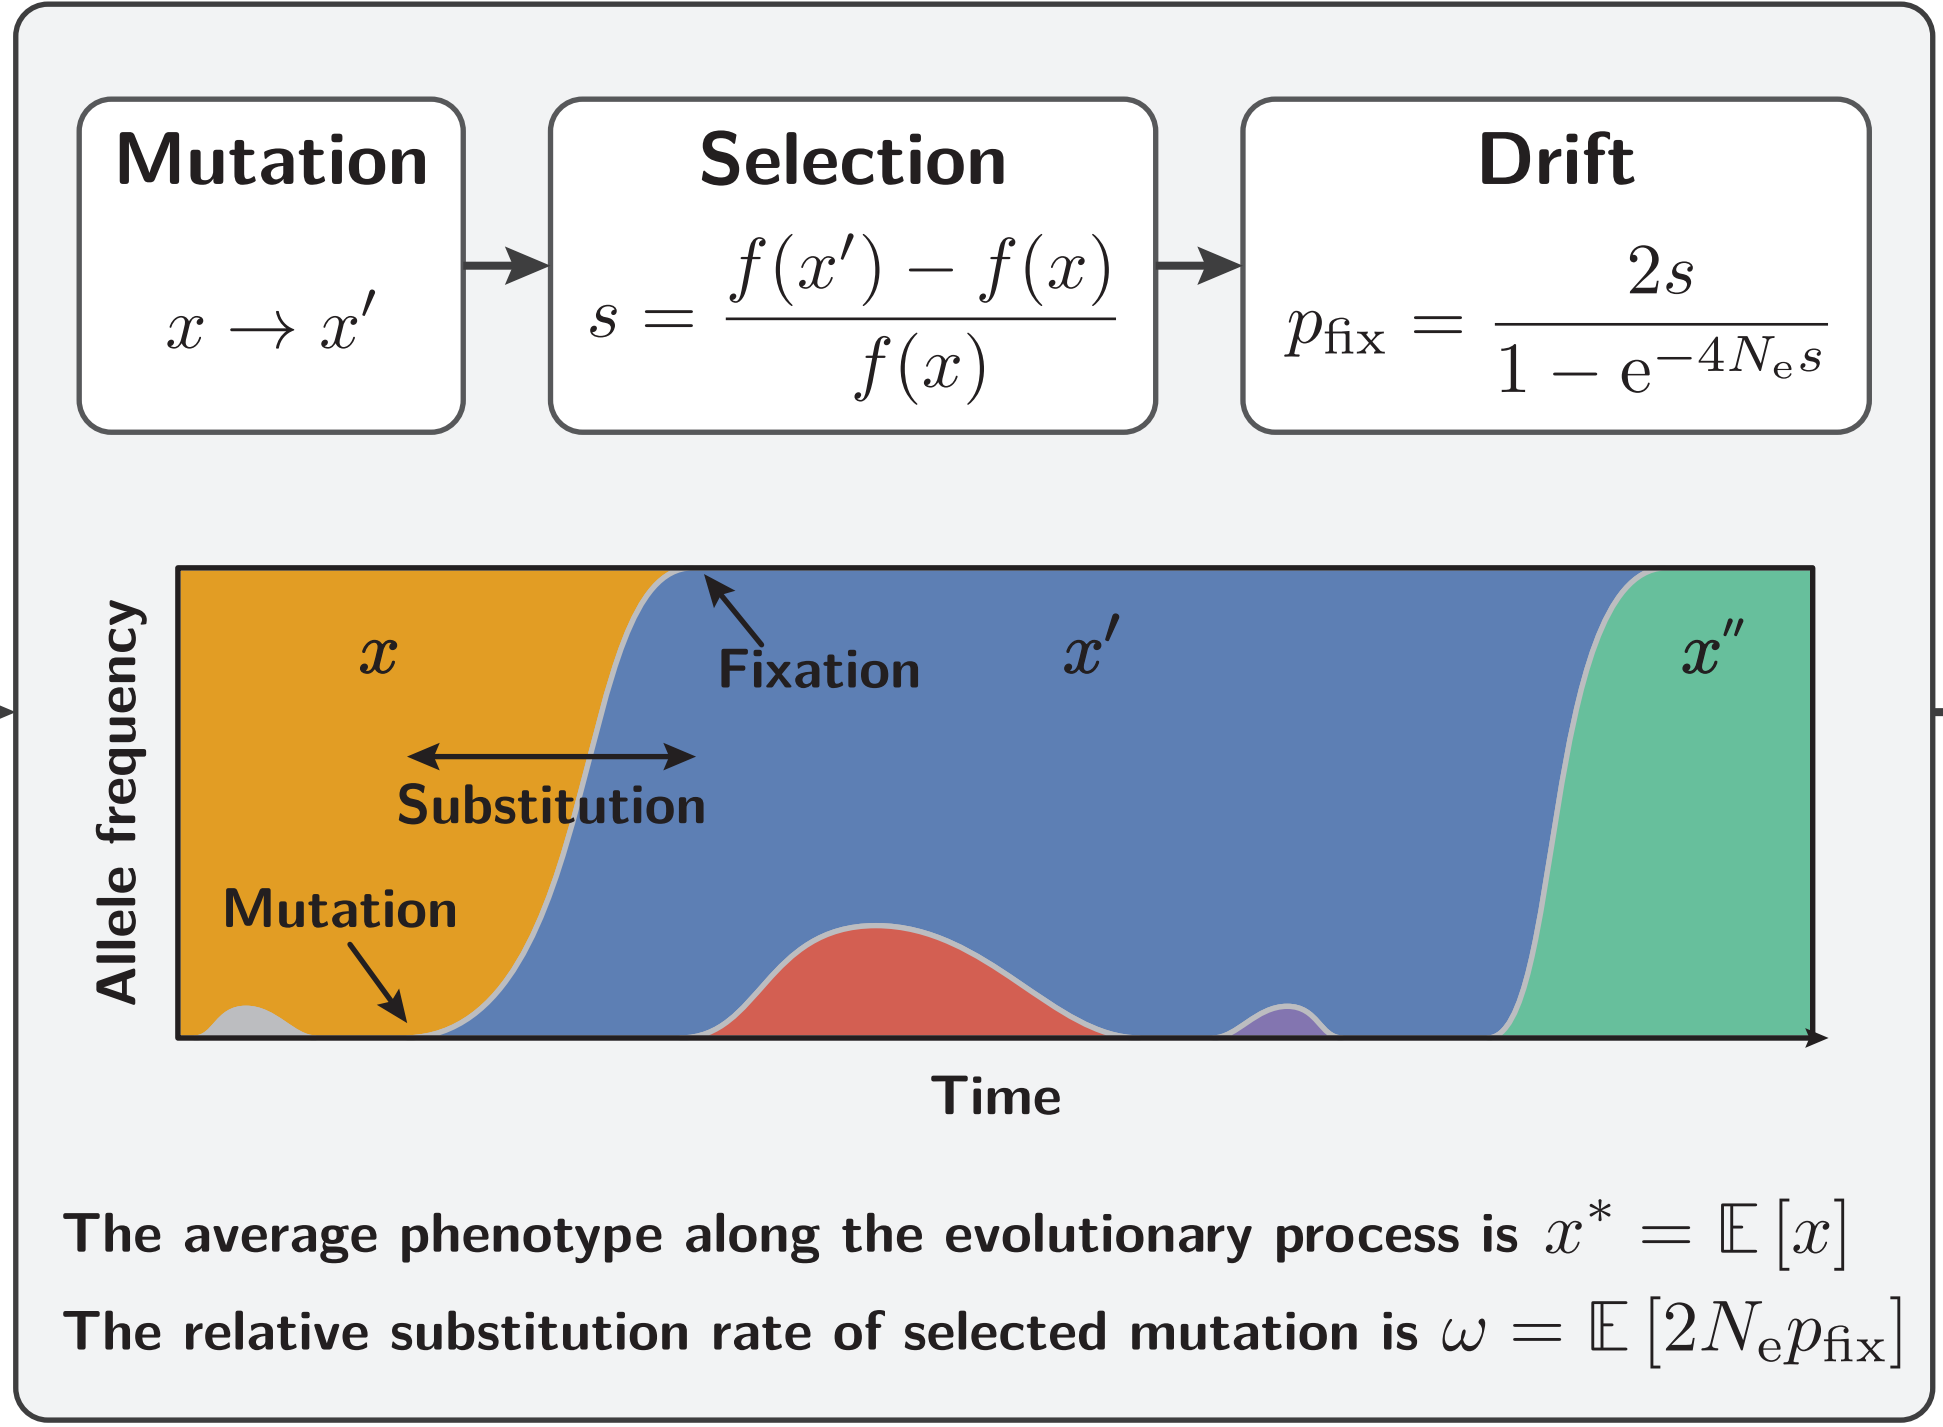 Mutation
x → x′
Selection
s = f(x′) − f(x) / f(x)
Drift
p_fix = 2s / 1 − e^{−4N_e s}
Allele frequency
x
x′
x″
Fixation
Substitution
Mutation
Time
The average phenotype along the evolutionary process is x* = 𝔼 [x]
The relative substitution rate of selected mutation is ω = 𝔼 [2N_e p_fix]